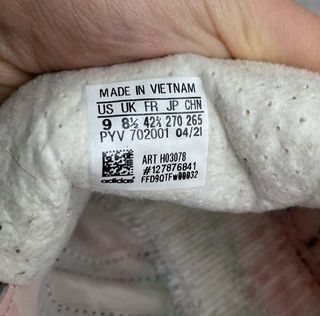 MADE IN VIETNAM
US UK FR JP CHN
9 8½ 42⅔ 270 265
PYV 702001 04/21
ART H03078
#127876841
adidas FFD9OTFw00032